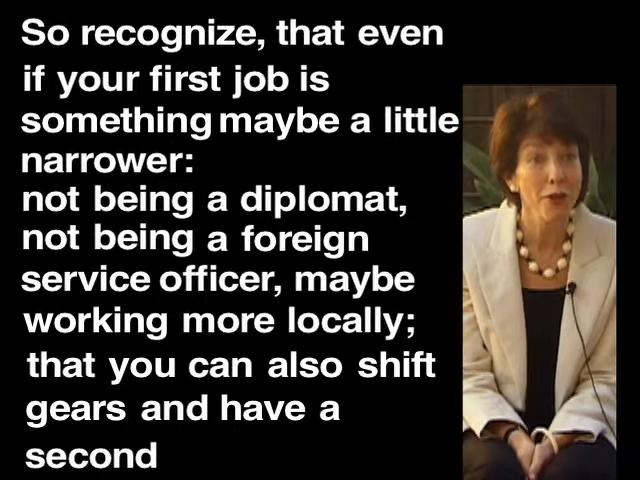 So recognize, that even
if your first job is
something maybe a little
narrower:
not being a diplomat,
not being a foreign
service officer, maybe
working more locally;
that you can also shift
gears and have a
second